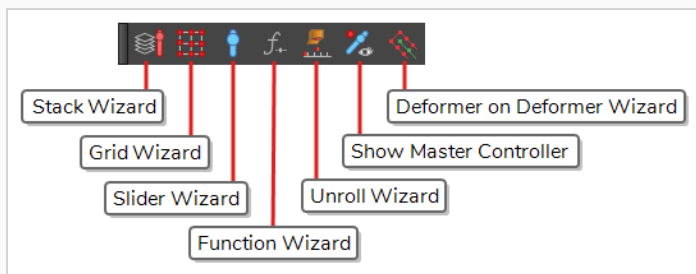 Stack Wizard
Deformer on Deformer Wizard
Grid Wizard
Show Master Controller
Slider Wizard
Unroll Wizard
Function Wizard